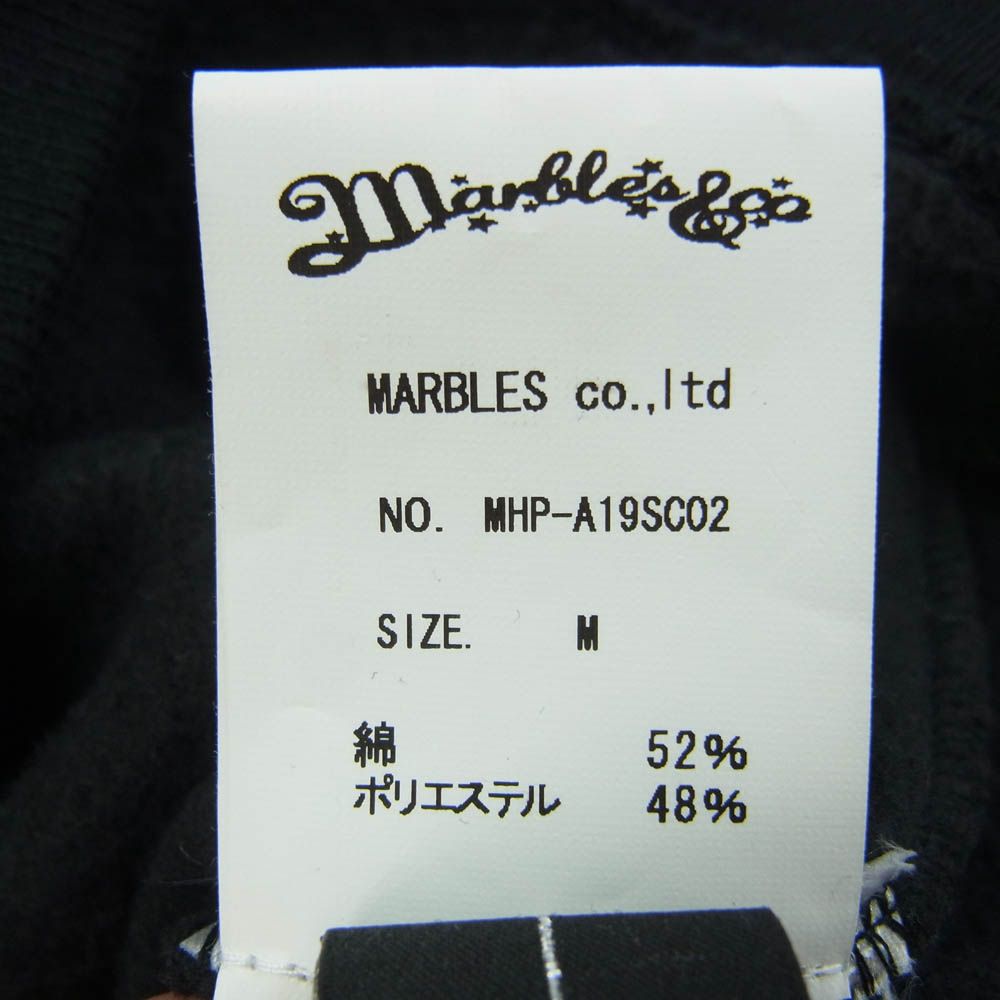 Marbles & co
MARBLES co.,ltd
NO. MHP-A19SC02
SIZE. M
綿 52%
ポリエステル 48%